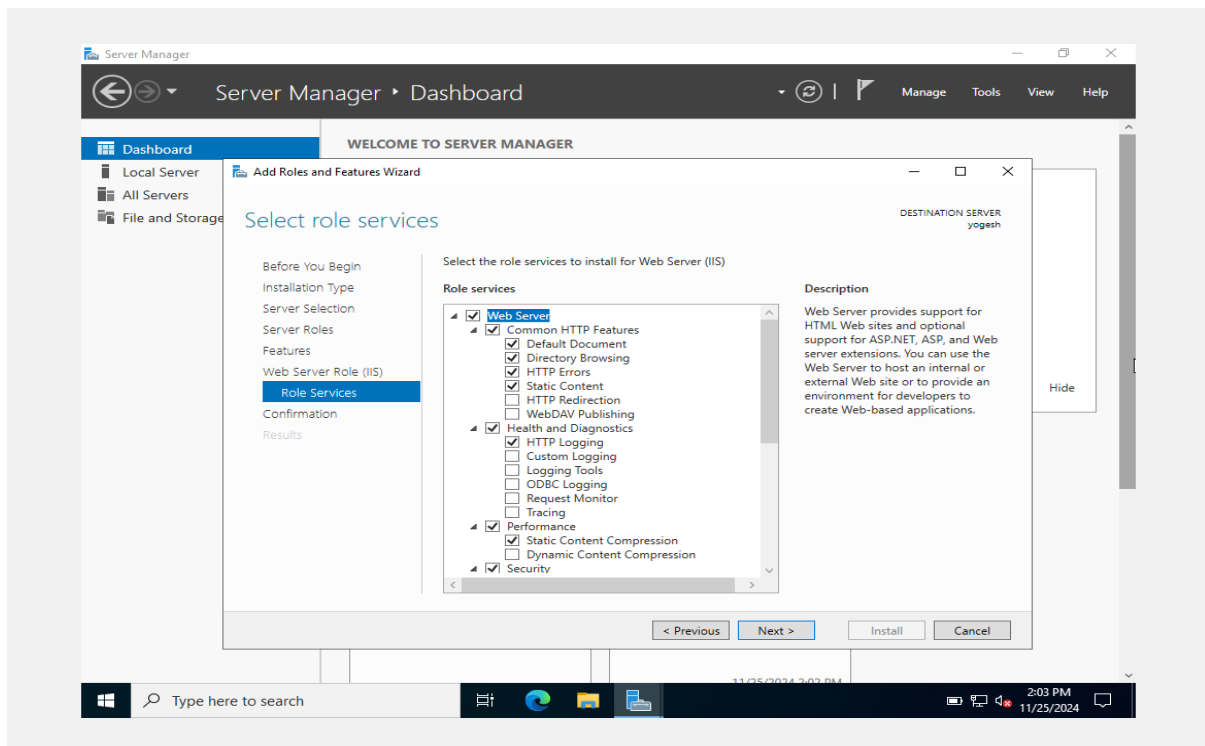 Server Manager
Server Manager ‣ Dashboard
Manage Tools View Help
Dashboard
Local Server
All Servers
File and Storage
WELCOME TO SERVER MANAGER
Hide
Add Roles and Features Wizard
Select role services
DESTINATION SERVER
yogesh
Before You Begin
Installation Type
Server Selection
Server Roles
Features
Web Server Role (IIS)
Role Services
Confirmation
Results
Select the role services to install for Web Server (IIS)
Role services
Web Server
Common HTTP Features
Default Document
Directory Browsing
HTTP Errors
Static Content
HTTP Redirection
WebDAV Publishing
Health and Diagnostics
HTTP Logging
Custom Logging
Logging Tools
ODBC Logging
Request Monitor
Tracing
Performance
Static Content Compression
Dynamic Content Compression
Security
Description
Web Server provides support for
HTML Web sites and optional
support for ASP.NET, ASP, and Web
server extensions. You can use the
Web Server to host an internal or
external Web site or to provide an
environment for developers to
create Web-based applications.
< Previous Next > Install Cancel
11/25/2024 2:02 PM
Type here to search
2:03 PM
11/25/2024